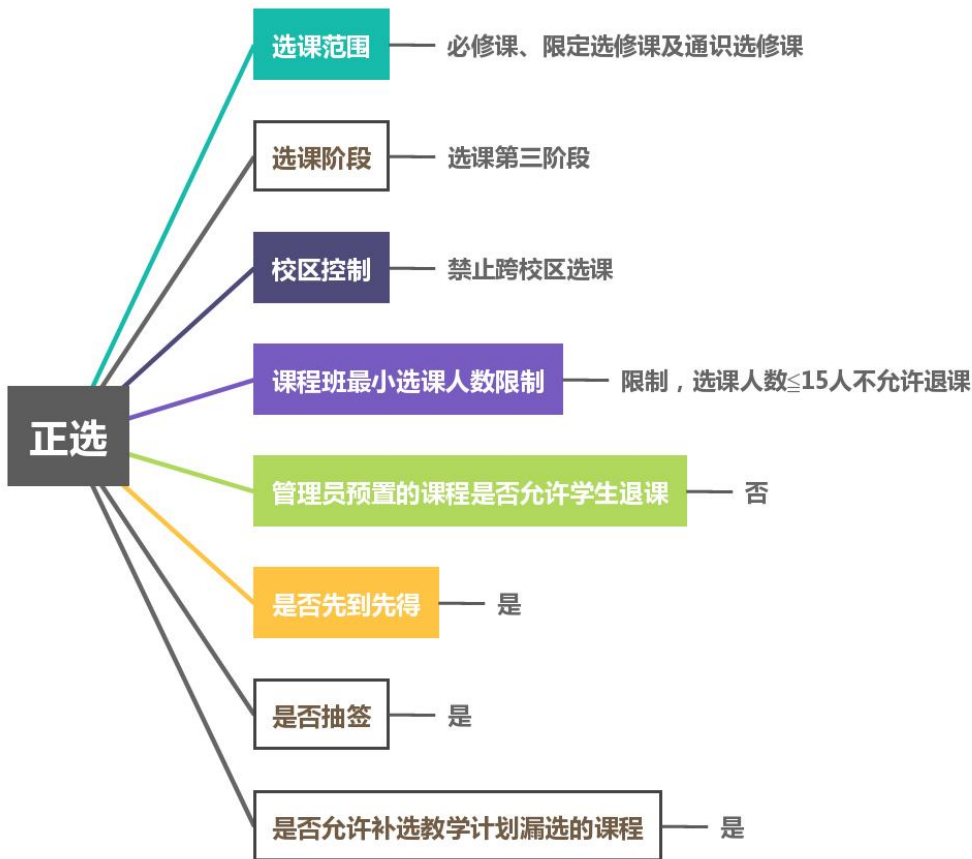 选课范围 必修课、限定选修课及通识选修课
选课阶段 选课第三阶段
校区控制 禁止跨校区选课
课程班最小选课人数限制 限制，选课人数≦15人不允许退课
正选
管理员预置的课程是否允许学生退课 否
是否先到先得 是
是否抽签 是
是否允许补选教学计划漏选的课程 是